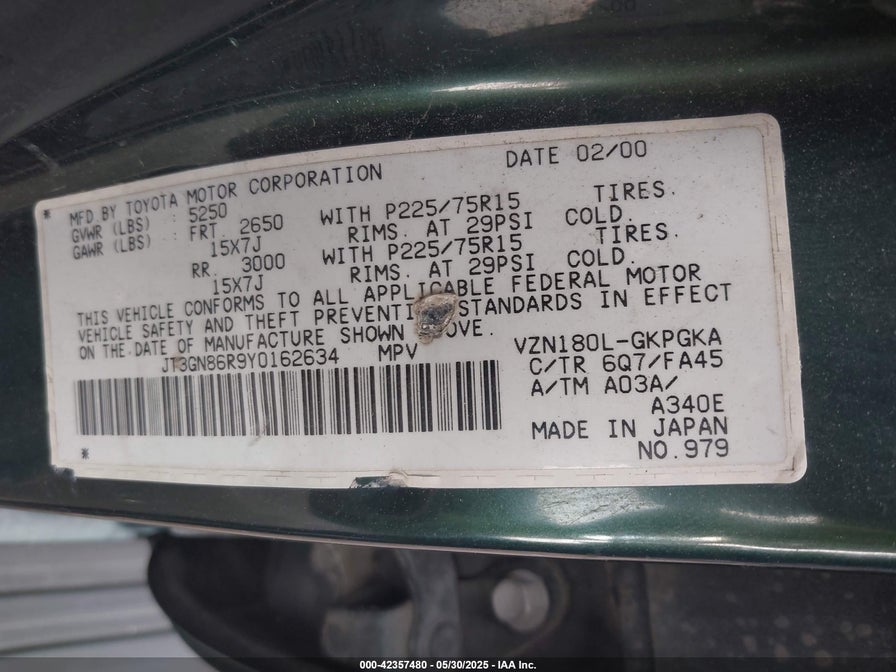 MFD.BY TOYOTA MOTOR CORPORATION DATE 02/00
GVWR (LBS) : 5250
GAWR (LBS) : FRT. 2650 WITH P225/75R15 TIRES.
15X7J RIMS. AT 29PSI COLD.
RR. 3000 WITH P225/75R15 TIRES.
15X7J RIMS. AT 29PSI COLD.
THIS VEHICLE CONFORMS TO ALL APPLICABLE FEDERAL MOTOR
VEHICLE SAFETY AND THEFT STANDARDS IN EFFECT
ON THE DATE OF MANUFACTURE SHOWN
JT3GN86R9Y0162634 MPV VZN180L-GKPGKA
C/TR 6Q7/FA45
A/TM A03A/
A340E
MADE IN JAPAN
NO.979
000-42357480 - 05/30/2025 - IAA Inc.